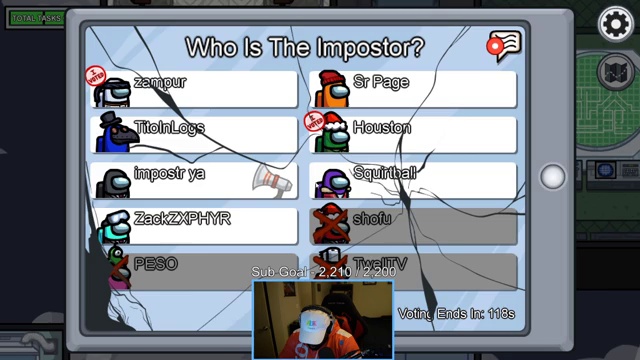 TOTAL TASKS
Who Is The Impostor?
I VOTED
zampur
Sr Page
TitoInLogs
I VOTED
Houston
impostr ya
Squirtball
ZackZXPHYR
shofu
PESO
TwellTV
Sub-Goal : 2,210 / 2,200
Voting Ends In: 118s